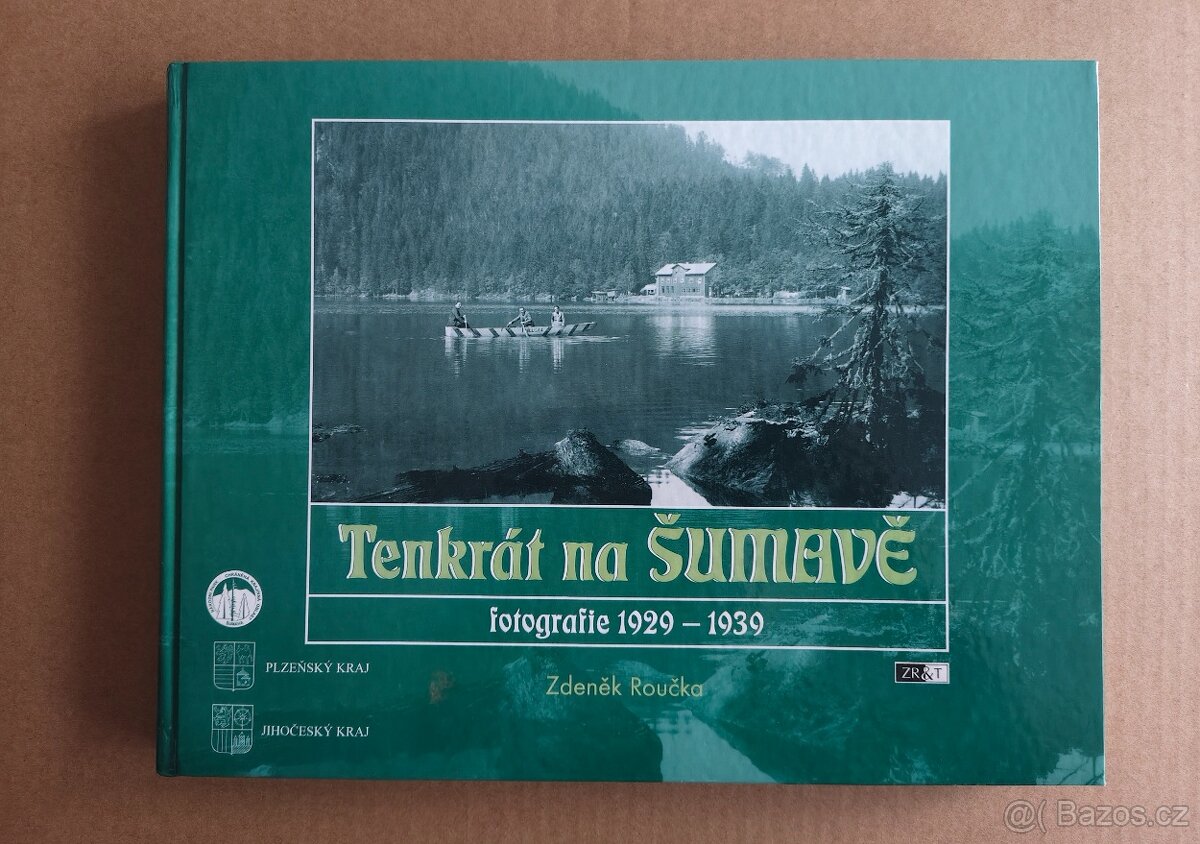 Tenkrát na ŠUMAVĚ
fotografie 1929 – 1939
PLZEŇSKÝ KRAJ
Zdeněk Roučka
ZR&T
JIHOČESKÝ KRAJ
@( Bazos.cz